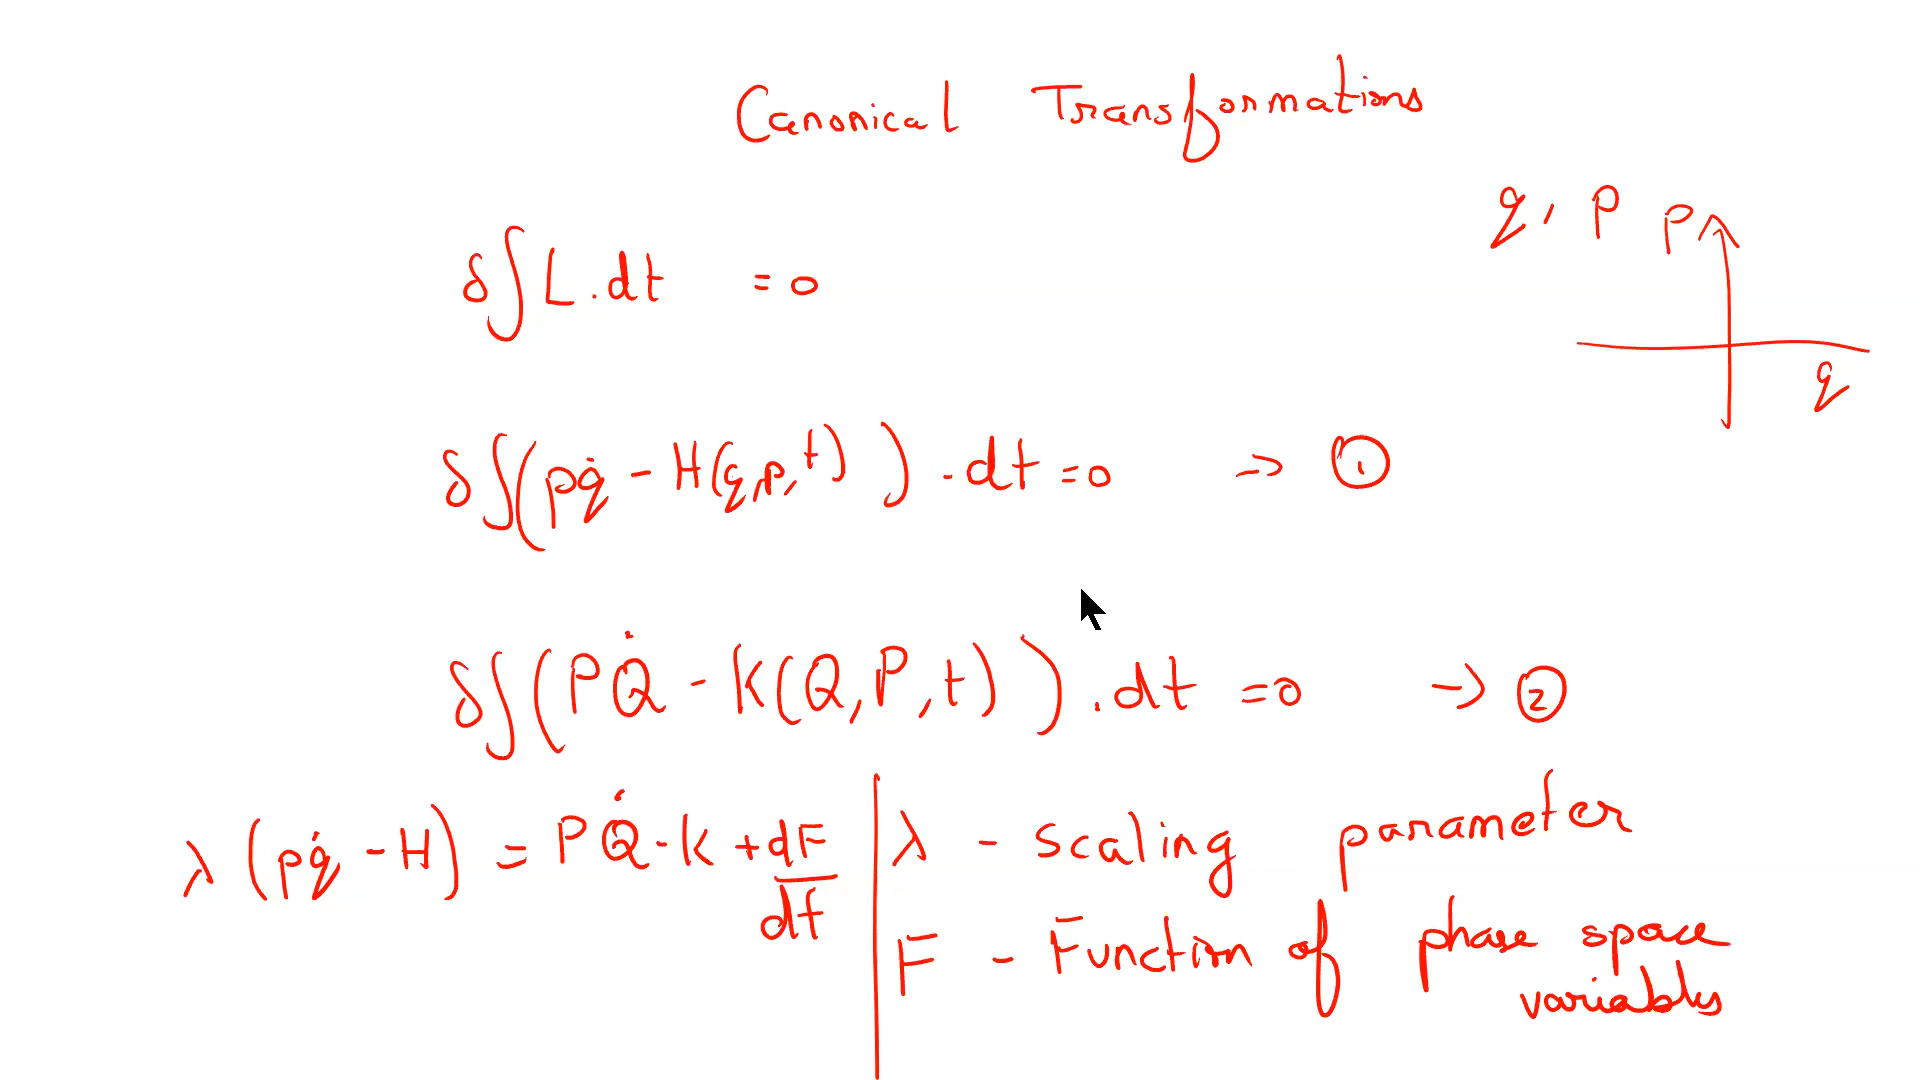 Canonical Transformations
q, p
p
q
δ∫L.dt = 0
δ∫(pq̇ - H(q,p,t)).dt = 0 → ①
δ∫(PQ̇ - K(Q,P,t)).dt = 0 → ②
λ(pq̇ - H) = PQ̇ - K + dF/dt
λ - scaling parameter
F - Function of phase space
variables